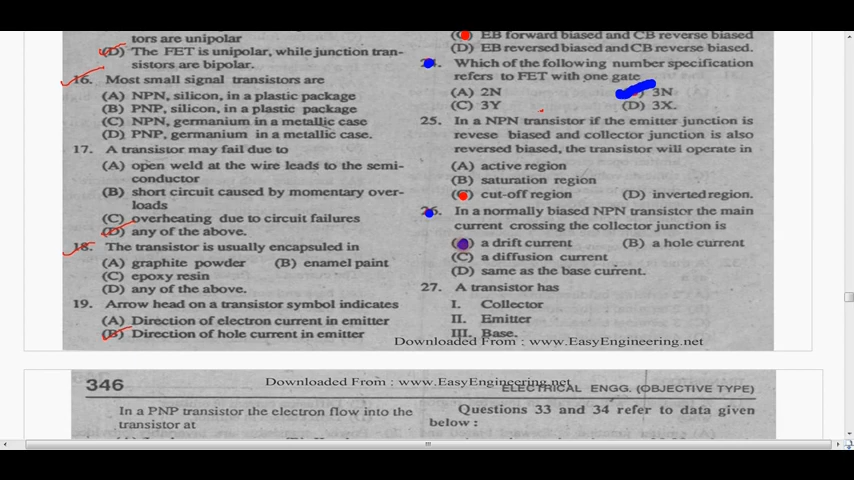 tors are unipolar
(D) The FET is unipolar, while junction tran-
sistors are bipolar.
16. Most small signal transistors are
(A) NPN, silicon, in a plastic package
(B) PNP, silicon, in a plastic package
(C) NPN, germanium in a metallic case
(D) PNP, germanium in a metallic case.
17. A transistor may fail due to
(A) open weld at the wire leads to the semi-
conductor
(B) short circuit caused by momentary over-
loads
(C) overheating due to circuit failures
(D) any of the above.
18. The transistor is usually encapsuled in
(A) graphite powder (B) enamel paint
(C) epoxy resin
(D) any of the above.
19. Arrow head on a transistor symbol indicates
(A) Direction of electron current in emitter
(B) Direction of hole current in emitter
EB forward biased and CB reverse biased
(D) EB reversed biased and CB reverse biased.
Which of the following number specification
refers to FET with one gate
(A) 2N 3N
(C) 3Y (D) 3X.
25. In a NPN transistor if the emitter junction is
revese biased and collector junction is also
reversed biased, the transistor will operate in
(A) active region
(B) saturation region
cut-off region (D) inverted region.
26. In a normally biased NPN transistor the main
current crossing the collector junction is
a drift current (B) a hole current
(C) a diffusion current
(D) same as the base current.
27. A transistor has
I. Collector
II. Emitter
III. Base.
Downloaded From : www.EasyEngineering.net
346 Downloaded From : www.EasyEngineering.net
ELECTRICAL ENGG. (OBJECTIVE TYPE)
In a PNP transistor the electron flow into the
transistor at
Questions 33 and 34 refer to data given
below :